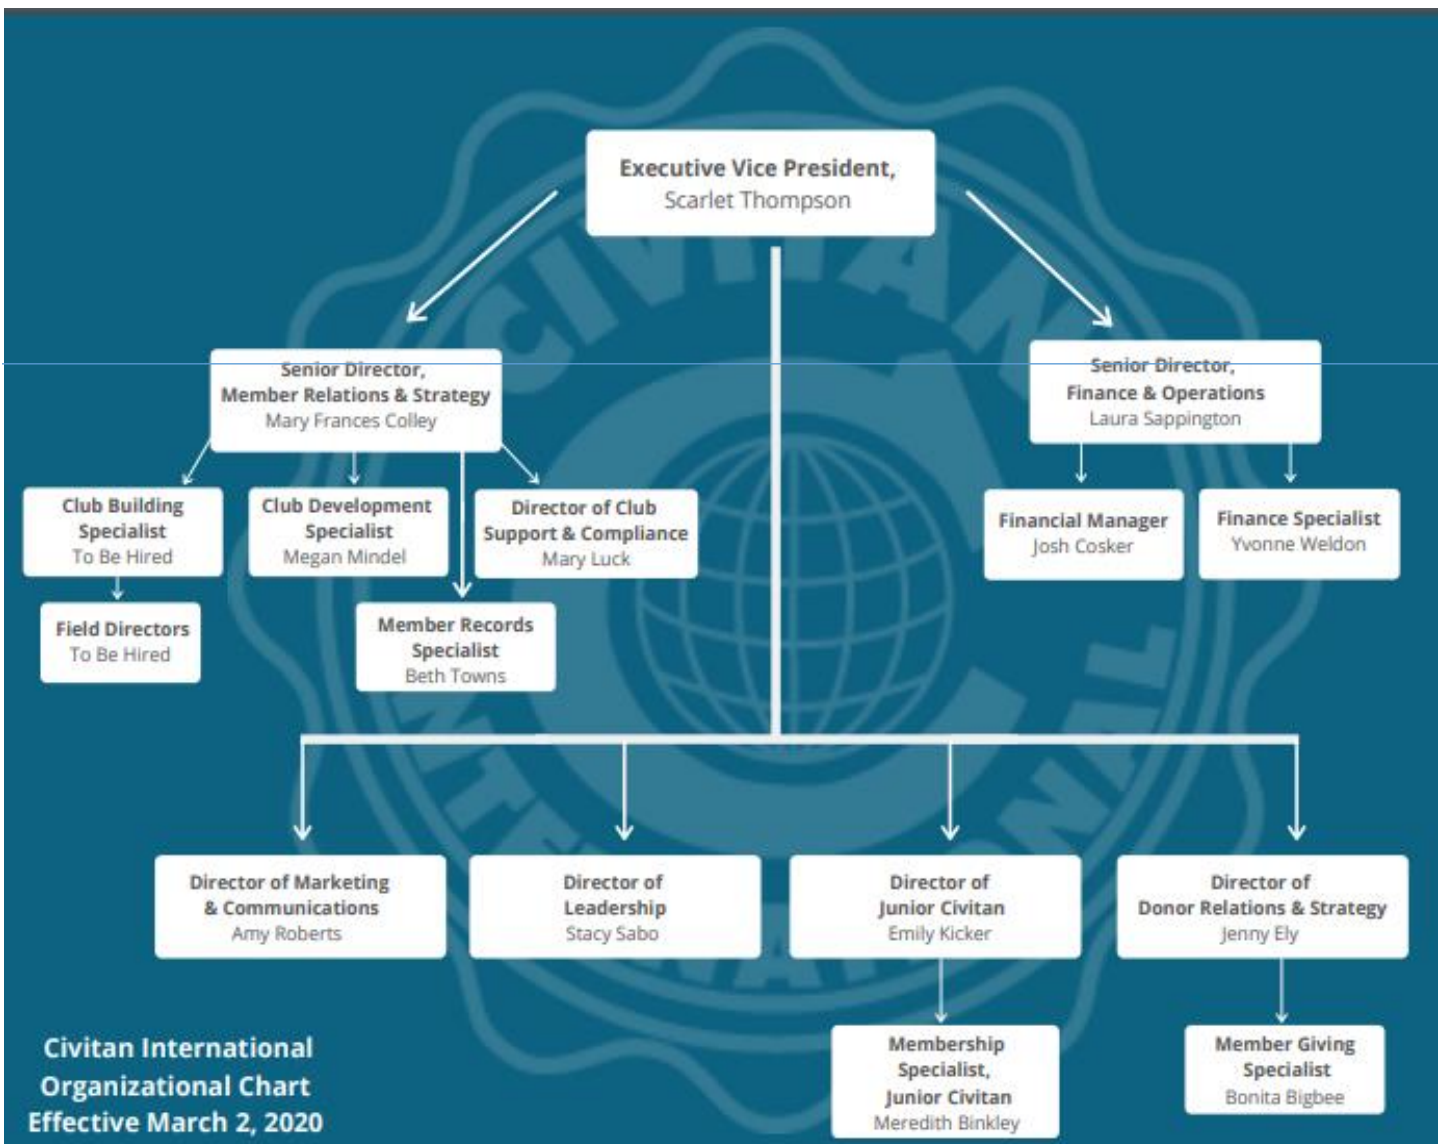 Executive Vice President,
Scarlet Thompson
CIVITAN
INTERNATIONAL
Senior Director,
Member Relations & Strategy
Mary Frances Colley
Senior Director,
Finance & Operations
Laura Sappington
Club Building
Specialist
To Be Hired
Club Development
Specialist
Megan Mindel
Director of Club
Support & Compliance
Mary Luck
Financial Manager
Josh Cosker
Finance Specialist
Yvonne Weldon
Field Directors
To Be Hired
Member Records
Specialist
Beth Towns
Director of Marketing
& Communications
Amy Roberts
Director of
Leadership
Stacy Sabo
Director of
Junior Civitan
Emily Kicker
Director of
Donor Relations & Strategy
Jenny Ely
Membership
Specialist,
Junior Civitan
Meredith Binkley
Member Giving
Specialist
Bonita Bigbee
Civitan International
Organizational Chart
Effective March 2, 2020